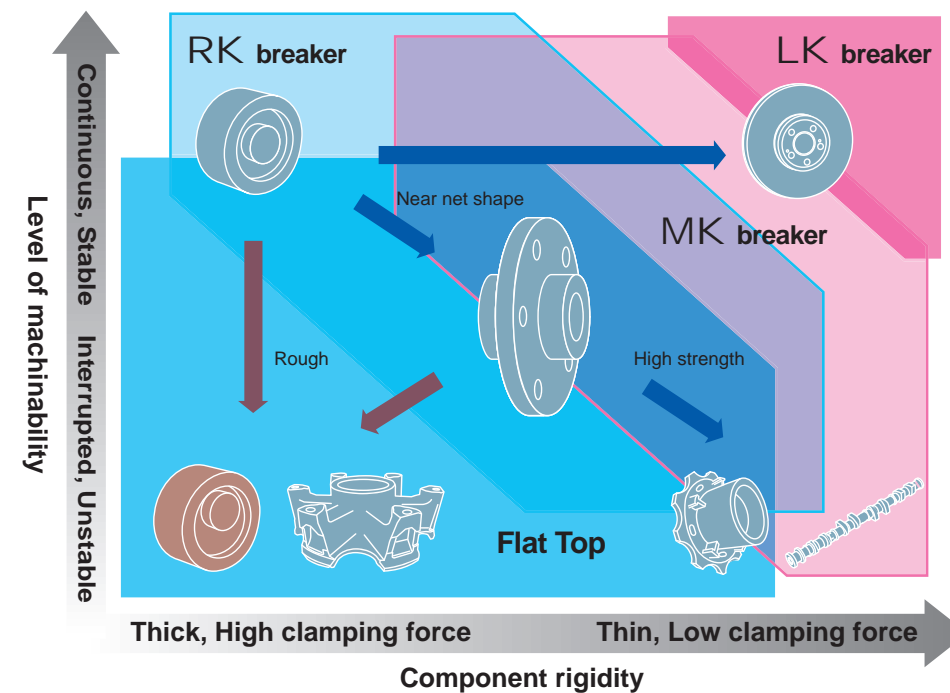 RK breaker
LK breaker
Near net shape
MK breaker
Rough
High strength
Flat Top
Level of machinability
Continuous, Stable
Interrupted, Unstable
Thick, High clamping force
Thin, Low clamping force
Component rigidity